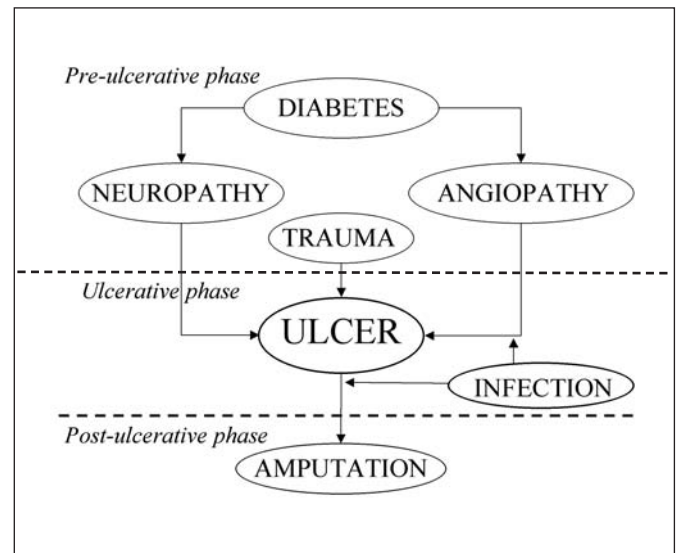 Pre-ulcerative phase
DIABETES
NEUROPATHY
ANGIOPATHY
TRAUMA
Ulcerative phase
ULCER
INFECTION
Post-ulcerative phase
AMPUTATION